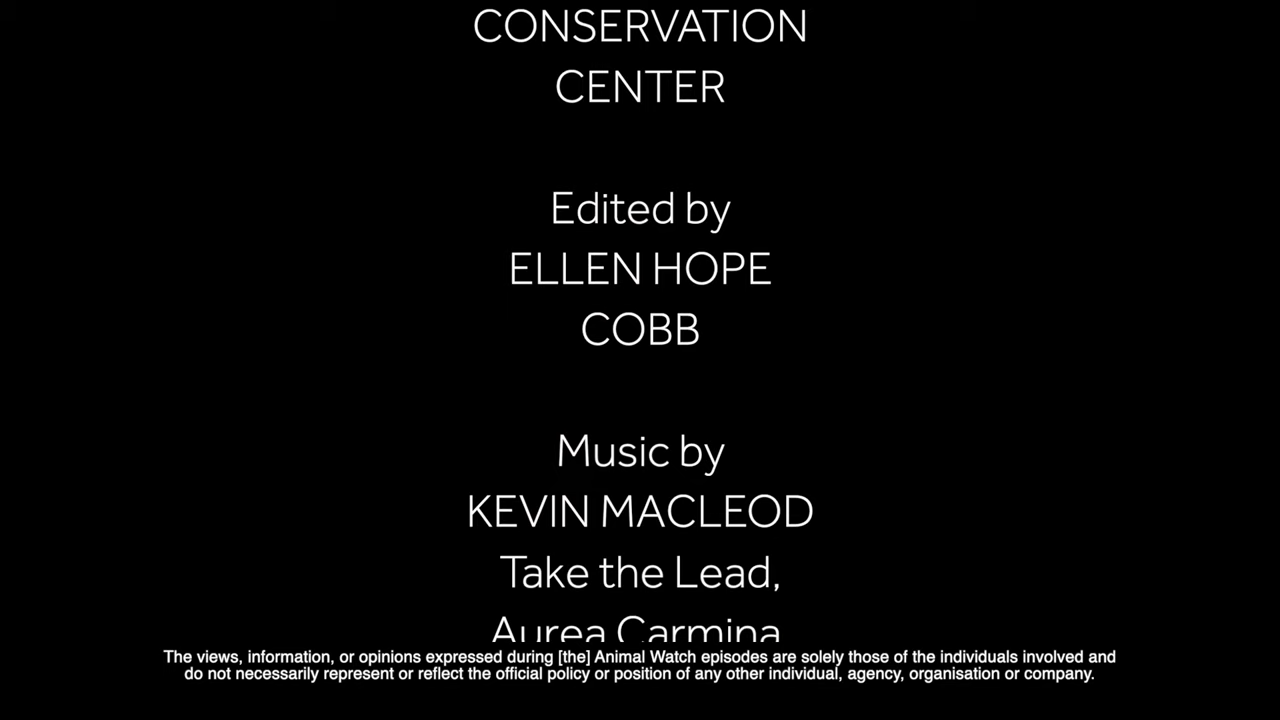 CONSERVATION
CENTER
Edited by
ELLEN HOPE
COBB
Music by
KEVIN MACLEOD
Take the Lead,
Aurea Carmina
The views, information, or opinions expressed during [the] Animal Watch episodes are solely those of the individuals involved and
do not necessarily represent or reflect the official policy or position of any other individual, agency, organisation or company.